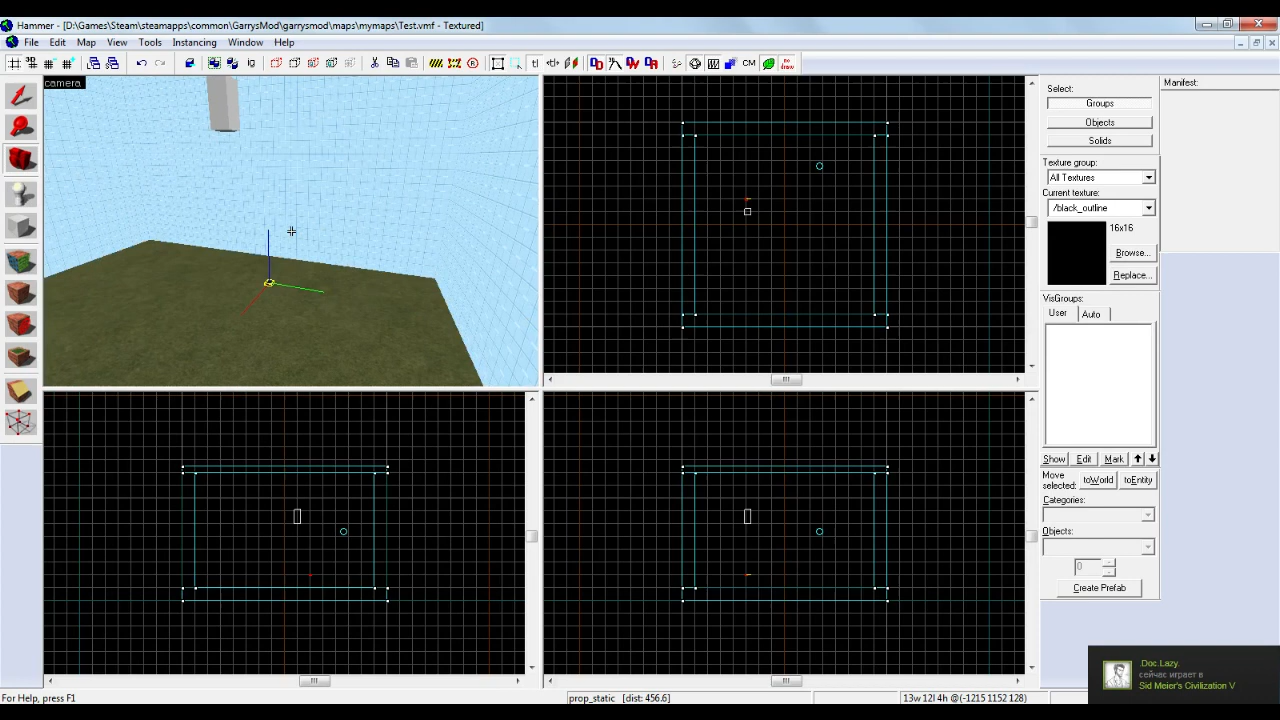 Hammer - [D:\Games\Steam\steamapps\common\GarrysMod\garrysmod\maps\mymaps\Test.vmf - Textured]
File Edit Map View Tools Instancing Window Help
CM
camera
Select:
Groups
Objects
Solids
Texture group:
All Textures
Current texture:
/black_outline
16x16
Browse...
Replace...
VisGroups:
User Auto
Show Edit Mark
Move selected:
toWorld toEntity
Categories:
Objects:
0
Create Prefab
Manifest:
.Doc.Lazy.
сейчас играет в
Sid Meier's Civilization V
For Help, press F1
prop_static [dist: 456.6]
13w 12l 4h @(-1215 1152 128)